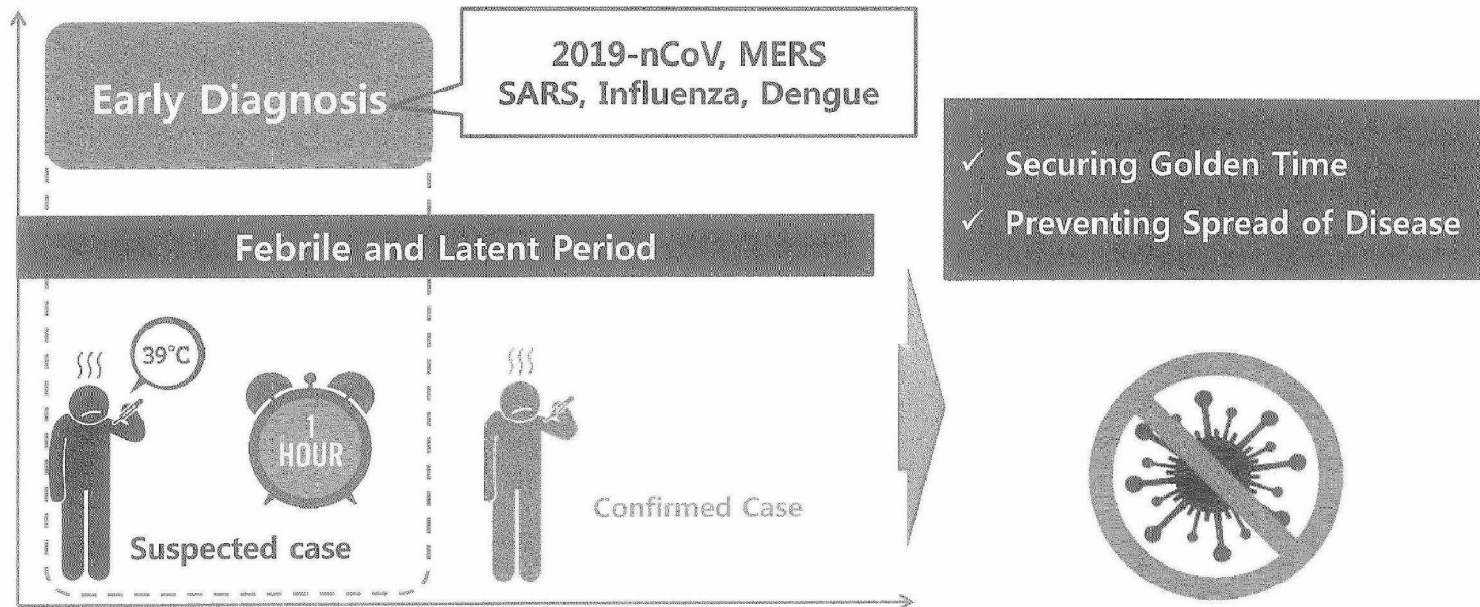 Early Diagnosis
2019-nCoV, MERS
SARS, Influenza, Dengue
✓ Securing Golden Time
✓ Preventing Spread of Disease
Febrile and Latent Period
39°C
1
HOUR
Suspected case
Confirmed Case